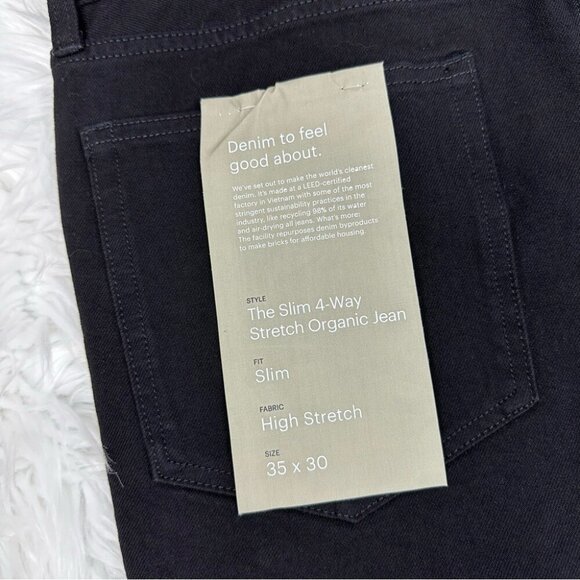 Denim to feel
good about.
We've set out to make the world's cleanest
denim. It's made at a LEED-certified
factory in Vietnam with some of the most
stringent sustainability practices in the
industry, like recycling 98% of its water
and air-drying all jeans. What's more:
The facility repurposes denim byproducts
to make bricks for affordable housing.
STYLE
The Slim 4-Way
Stretch Organic Jean
FIT
Slim
FABRIC
High Stretch
SIZE
35 x 30